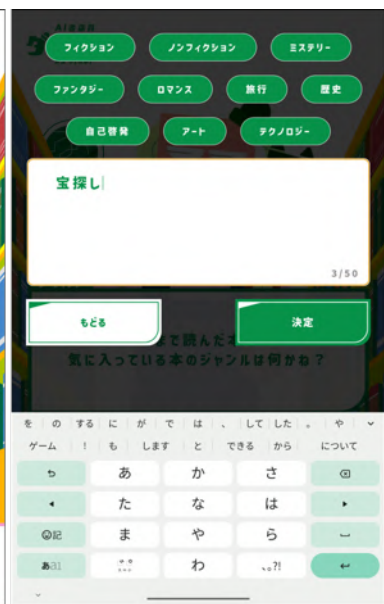 AIBAN
フィクション ノンフィクション ミステリー
ファンタジー ロマンス 旅行 歴史
自己啓発 アート テクノロジー
宝探し
3/50
もどる 決定
で読んだ
気に入っている本のジャンルは何かね？
を の する に が で は 、 して した 。 や
ゲーム ! も します と できる から について
あ か さ
た な は
記 ま や ら
あa1 わ 、。?!